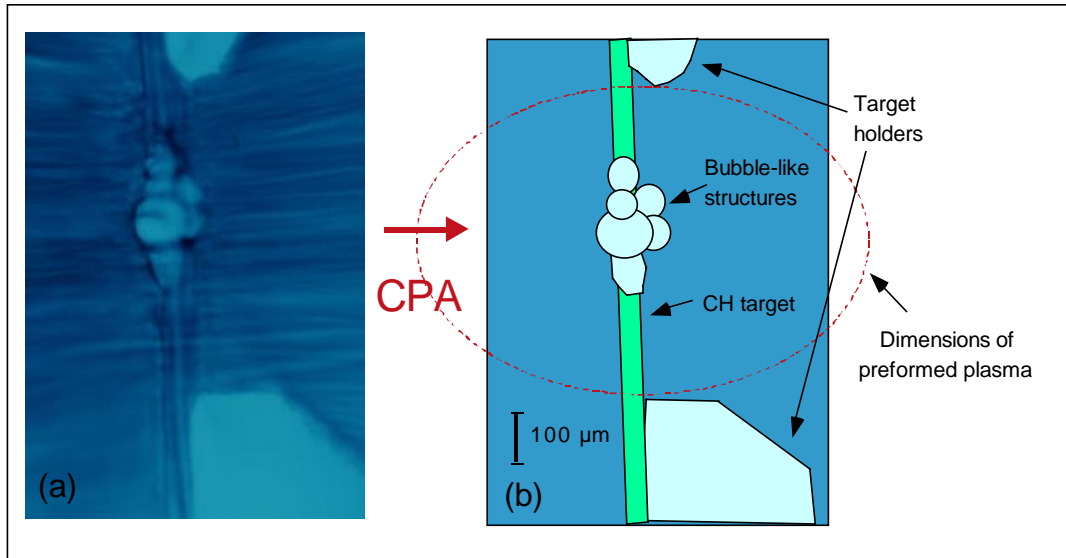 (a)
CPA
Target
holders
Bubble-like
structures
CH target
Dimensions of
preformed plasma
100 µm
(b)